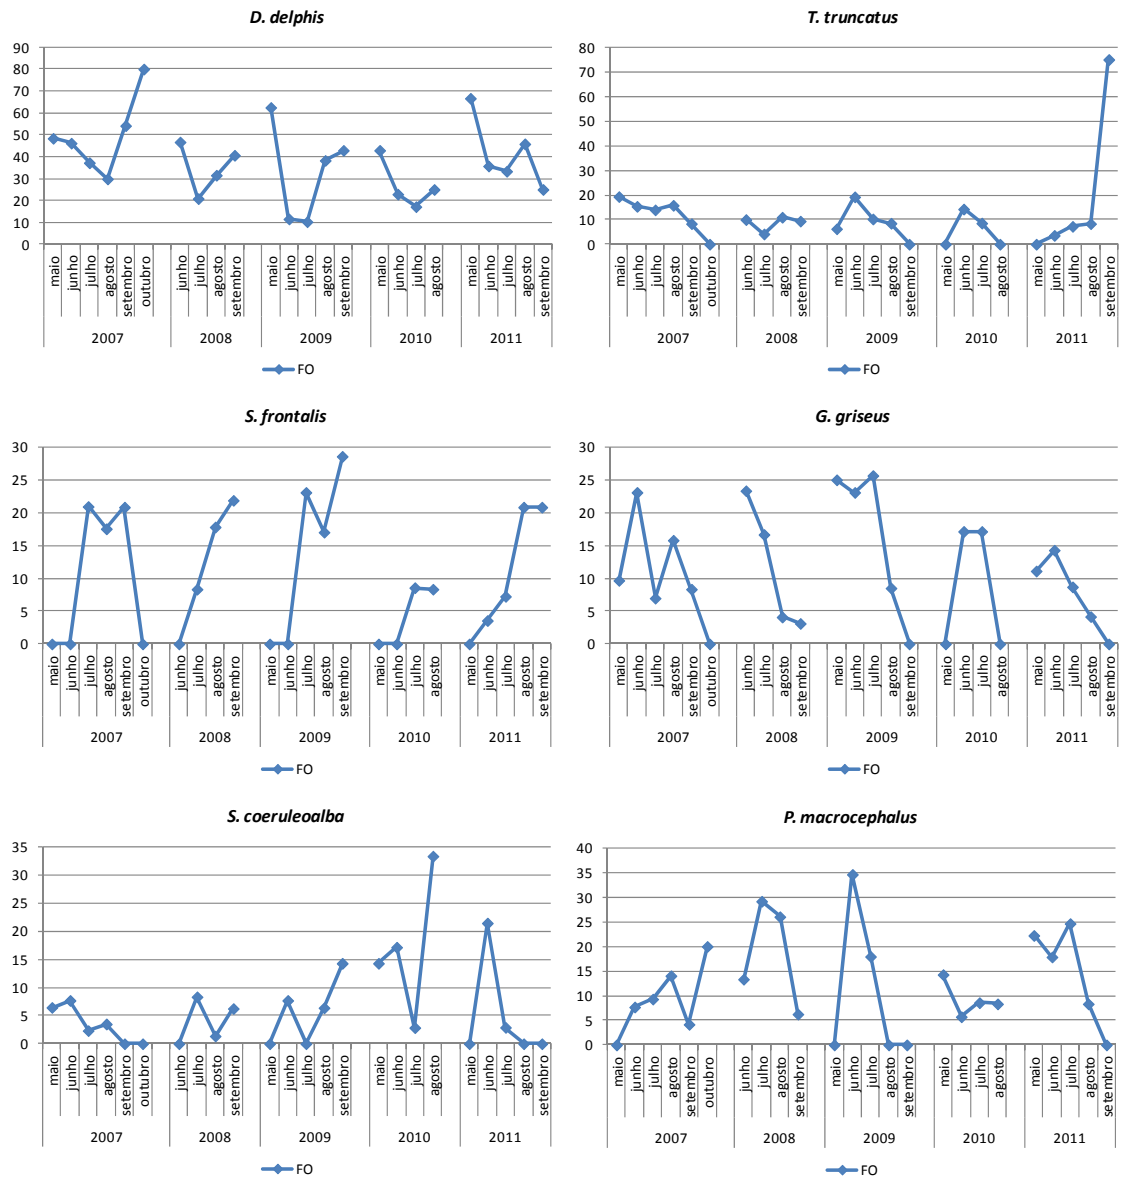 D. delphis
90
80
70
60
50
40
30
20
10
0
maio junho julho agosto setembro outubro junho julho agosto setembro maio junho julho agosto setembro maio junho julho agosto maio junho julho agosto setembro
2007 2008 2009 2010 2011
FO
T. truncatus
80
70
60
50
40
30
20
10
0
maio junho julho agosto setembro outubro junho julho agosto setembro maio junho julho agosto setembro maio junho julho agosto maio junho julho agosto setembro
2007 2008 2009 2010 2011
FO
S. frontalis
30
25
20
15
10
5
0
maio junho julho agosto setembro outubro junho julho agosto setembro maio junho julho agosto setembro maio junho julho agosto maio junho julho agosto setembro
2007 2008 2009 2010 2011
FO
G. griseus
30
25
20
15
10
5
0
maio junho julho agosto setembro outubro junho julho agosto setembro maio junho julho agosto setembro maio junho julho agosto maio junho julho agosto setembro
2007 2008 2009 2010 2011
FO
S. coeruleoalba
35
30
25
20
15
10
5
0
maio junho julho agosto setembro outubro junho julho agosto setembro maio junho julho agosto setembro maio junho julho agosto maio junho julho agosto setembro
2007 2008 2009 2010 2011
FO
P. macrocephalus
40
35
30
25
20
15
10
5
0
maio junho julho agosto setembro outubro junho julho agosto setembro maio junho julho agosto setembro maio junho julho agosto maio junho julho agosto setembro
2007 2008 2009 2010 2011
FO